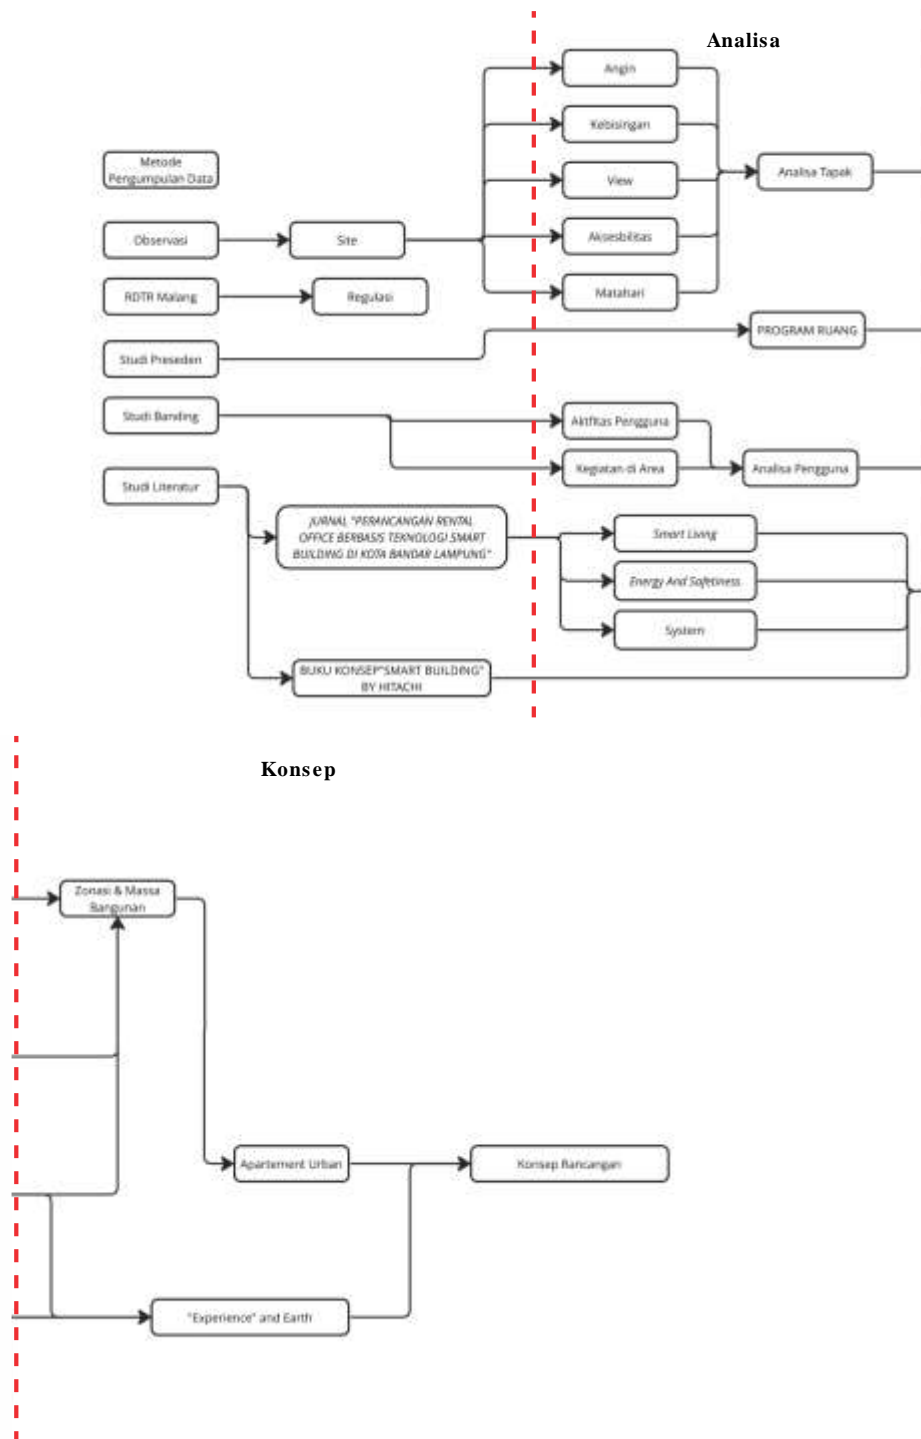 Analisa
Angin
Kebisingan
Metode
Pengumpulan Data
View
Analisa Tapak
Observasi
Site
Aksesbilitas
RDTR Malang
Regulasi
Matahari
Studi Preseden
PROGRAM RUANG
Studi Banding
Aktfitas Pengguna
Kegiatan di Area
Analisa Pengguna
Studi Literatur
JURNAL "PERANCANGAN RENTAL
OFFICE BERBASIS TEKNOLOGI SMART
BUILDING DI KOTA BANDAR LAMPUNG"
Smart Living
Energy And Safetiness
System
BUKU KONSEP"SMART BUILDING"
BY HITACHI
Konsep
Zonasi & Massa
Bangunan
Apartement Urban
Konsep Rancangan
"Experience" and Earth